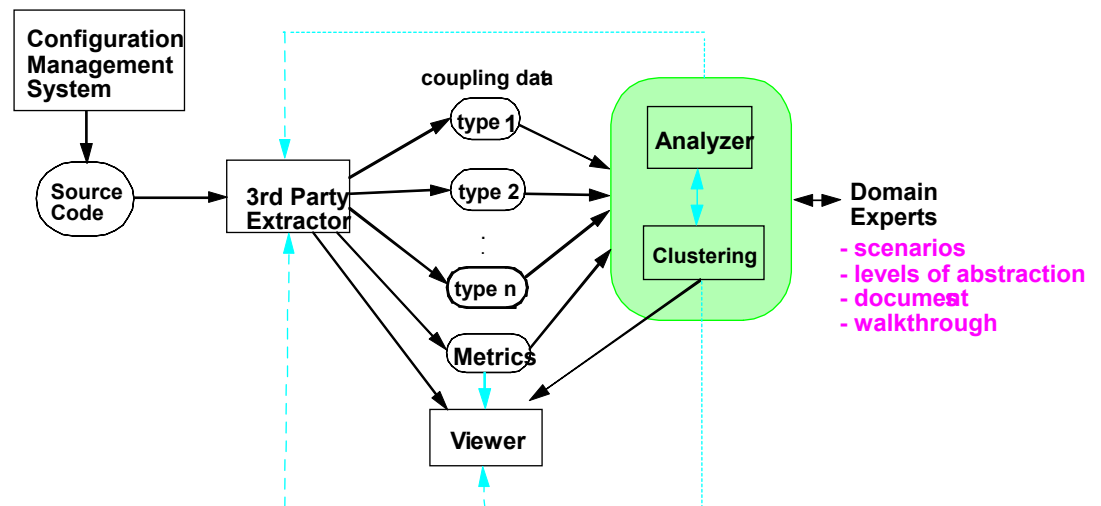 Configuration
Management
System
coupling data
type 1
Analyzer
Source
Code
3rd Party
Extractor
type 2
Domain
Experts
.
.
Clustering
- scenarios
- levels of abstraction
- documesnt
- walkthrough
type n
Metrics
Viewer